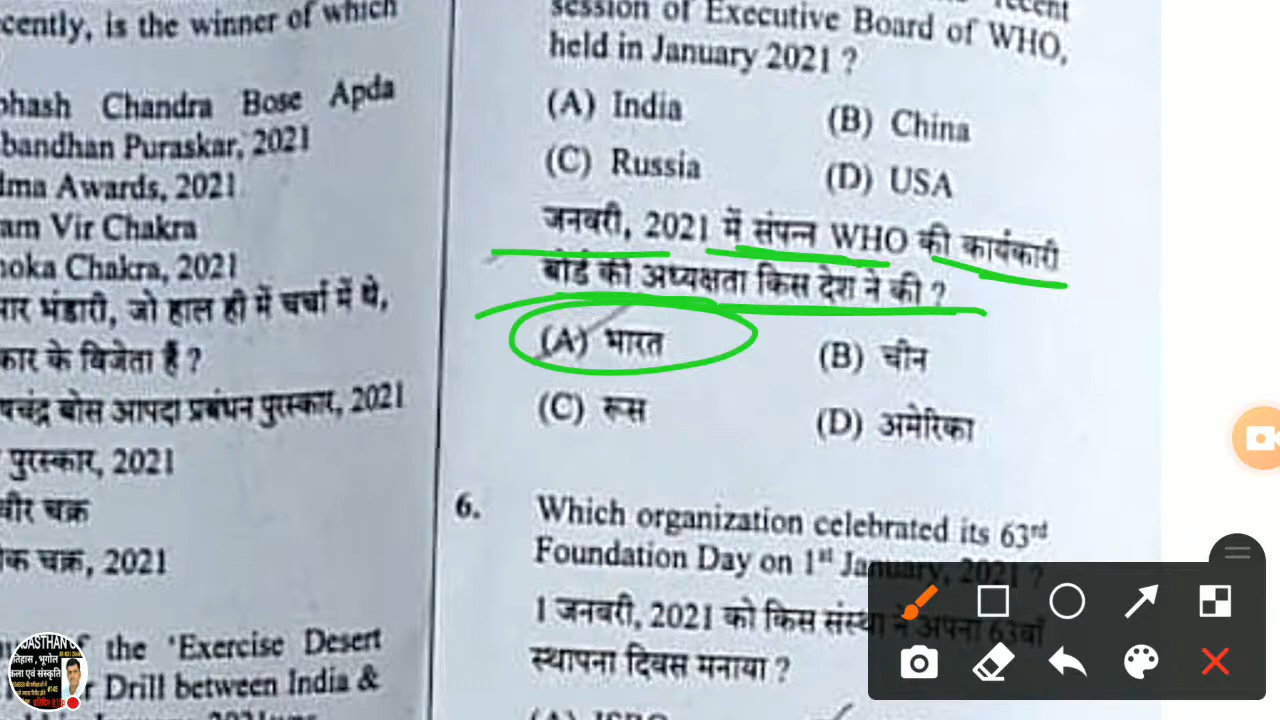 cently, is the winner of which
bhash Chandra Bose Apda
bandhan Puraskar, 2021
dma Awards, 2021
am Vir Chakra
hoka Chakra, 2021
मार भंडारी, जो हाल ही में चर्चा में थे,
कार के विजेता हैं ?
षचंद्र बोस आपदा प्रबंधन पुरस्कार, 2021
पुरस्कार, 2021
वीर चक्र
क चक्र, 2021
of the 'Exercise Desert
Drill between India &
recent
session of Executive Board of WHO,
held in January 2021 ?
(A) India
(B) China
(C) Russia
(D) USA
जनवरी, 2021 में संपन्न WHO की कार्यकारी
बोर्ड की अध्यक्षता किस देश ने की ?
(A) भारत
(B) चीन
(C) रूस
(D) अमेरिका
6. Which organization celebrated its 63rd
Foundation Day on 1st January, 2021 ?
1 जनवरी, 2021 को किस संस्था ने अपना 63वाँ
स्थापना दिवस मनाया ?
(A) ISRO